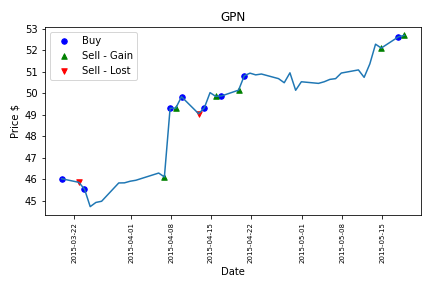 GPN
Buy
Sell - Gain
Sell - Lost
Price $
53
52
51
50
49
48
47
46
45
2015-03-22
2015-04-01
2015-04-08
2015-04-15
2015-04-22
2015-05-01
2015-05-08
2015-05-15
Date